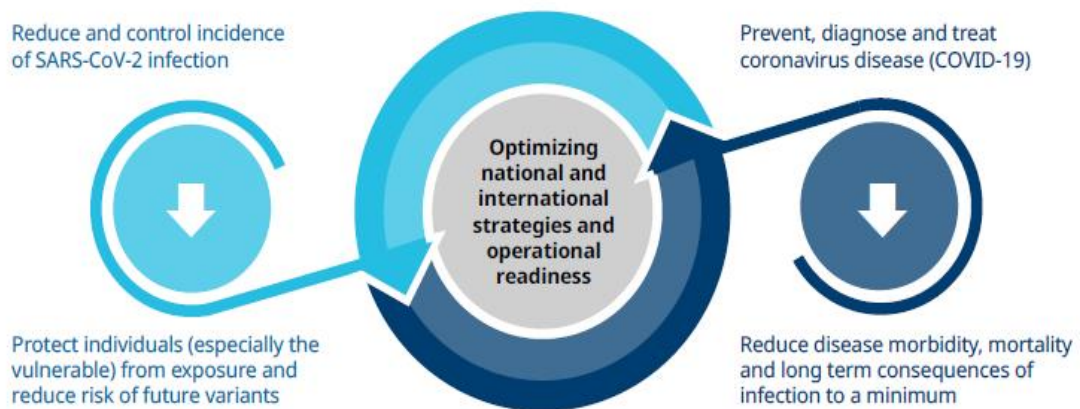 Reduce and control incidence
of SARS-CoV-2 infection
Protect individuals (especially the
vulnerable) from exposure and
reduce risk of future variants
Optimizing
national and
international
strategies and
operational
readiness
Prevent, diagnose and treat
coronavirus disease (COVID-19)
Reduce disease morbidity, mortality
and long term consequences of
infection to a minimum